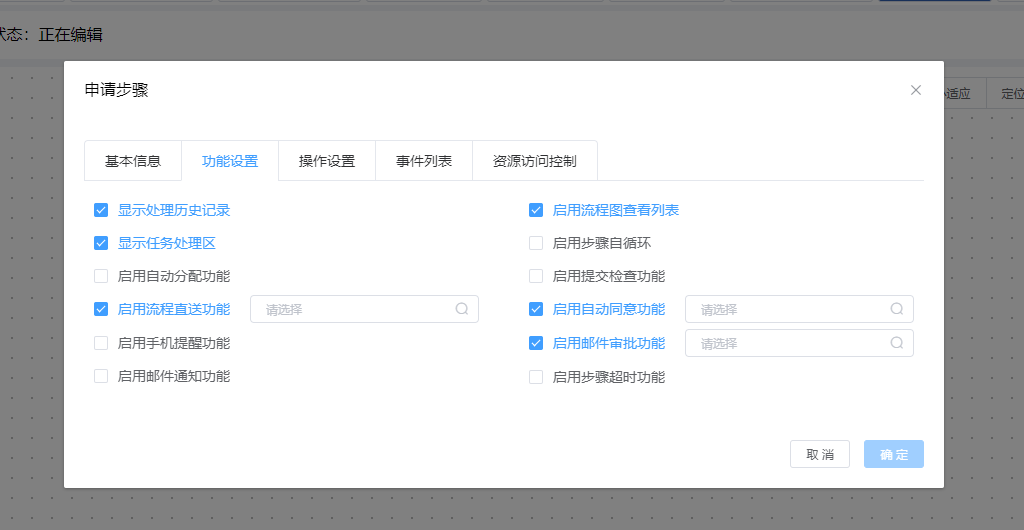 状态：正在编辑
适应
定位
申请步骤
基本信息 功能设置 操作设置 事件列表 资源访问控制
显示处理历史记录 启用流程图查看列表
显示任务处理区 启用步骤自循环
启用自动分配功能 启用提交检查功能
启用流程直送功能 请选择 启用自动同意功能 请选择
启用手机提醒功能 启用邮件审批功能 请选择
启用邮件通知功能 启用步骤超时功能
取消 确定